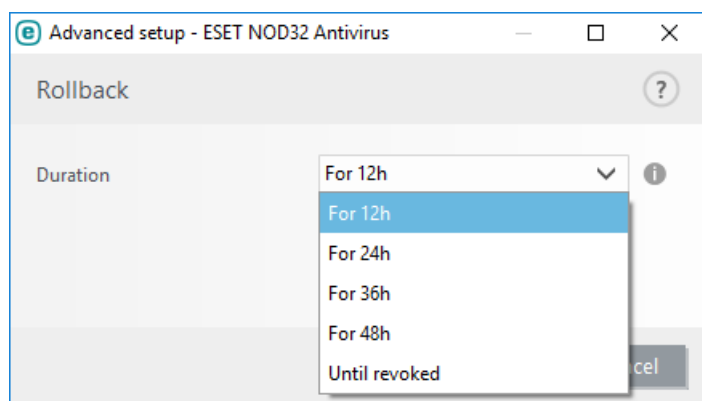 Advanced setup - ESET NOD32 Antivirus
Rollback
?
Duration
For 12h
i
For 12h
For 24h
For 36h
For 48h
Until revoked